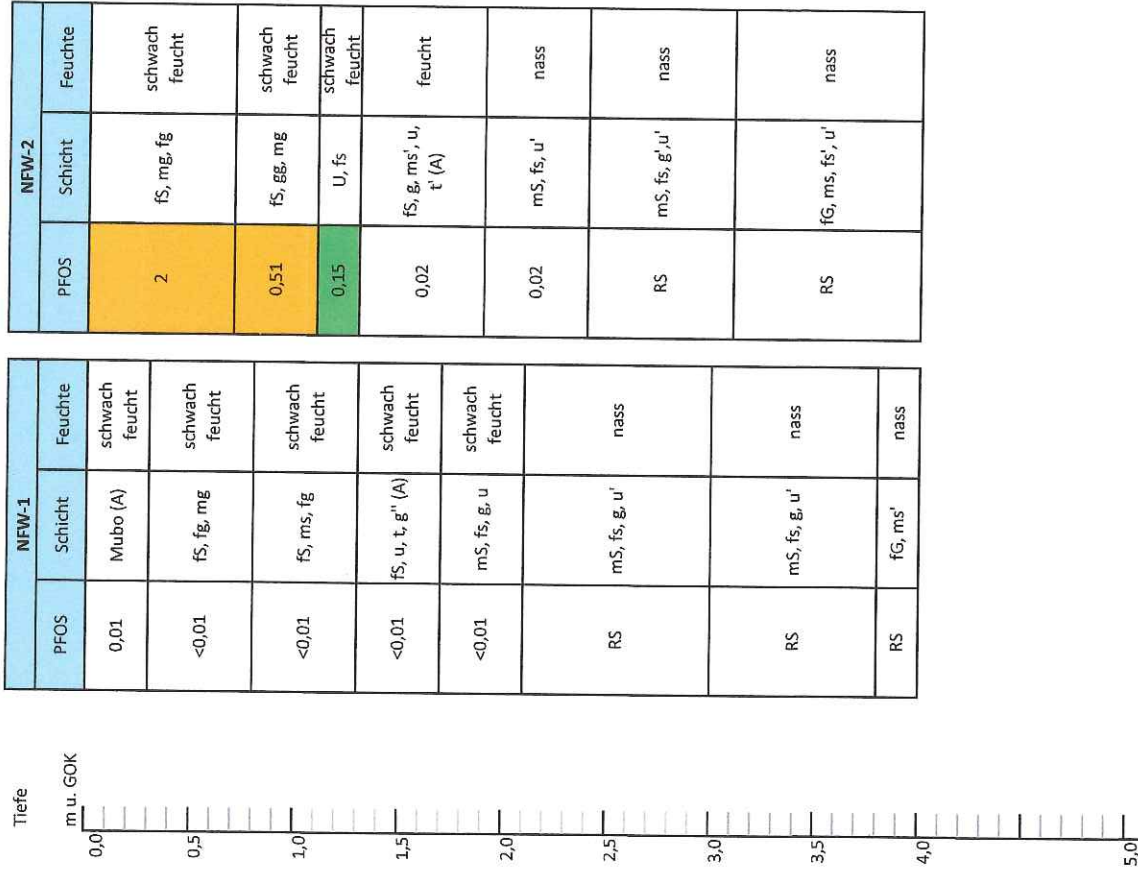 Tiefe
m u. GOK
0,0
0,5
1,0
1,5
2,0
2,5
3,0
3,5
4,0
5,0
NFW-1
PFOS Schicht Feuchte
0,01 Mubo (A) schwach
feucht
<0,01 fS, fg, mg schwach
feucht
<0,01 fS, ms, fg schwach
feucht
<0,01 fS, u, t, g'' (A) schwach
feucht
<0,01 mS, fs, g, u schwach
feucht
RS mS, fs, g, u' nass
RS mS, fs, g, u' nass
RS fG, ms' nass
NFW-2
PFOS Schicht Feuchte
2 fS, mg, fg schwach
feucht
0,51 fS, gg, mg schwach
feucht
0,15 U, fs schwach
feucht
0,02 fS, g, ms', u,
t' (A) feucht
0,02 mS, fs, u' nass
RS mS, fs, g',u' nass
RS fG, ms, fs', u' nass